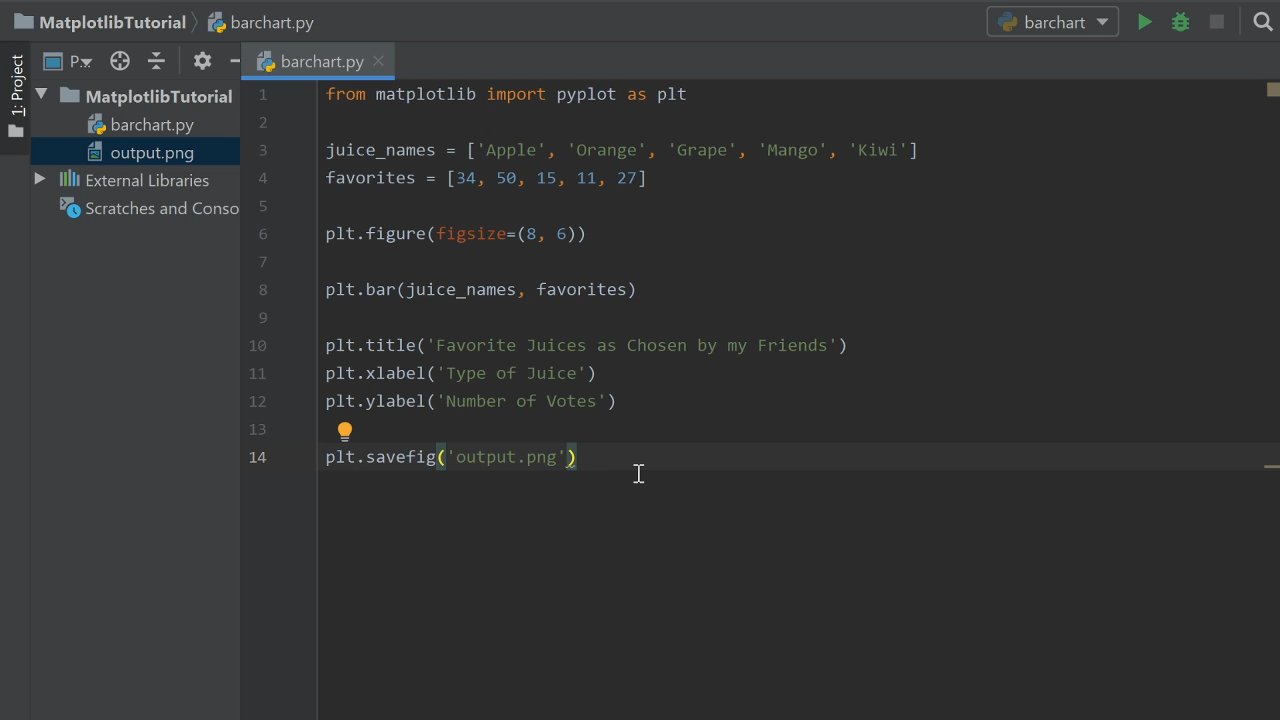 MatplotlibTutorial barchart.py barchart
1: Project
P... barchart.py
MatplotlibTutorial
barchart.py
output.png
External Libraries
Scratches and Conso
1 from matplotlib import pyplot as plt
2
3 juice_names = ['Apple', 'Orange', 'Grape', 'Mango', 'Kiwi']
4 favorites = [34, 50, 15, 11, 27]
5
6 plt.figure(figsize=(8, 6))
7
8 plt.bar(juice_names, favorites)
9
10 plt.title('Favorite Juices as Chosen by my Friends')
11 plt.xlabel('Type of Juice')
12 plt.ylabel('Number of Votes')
13
14 plt.savefig('output.png')